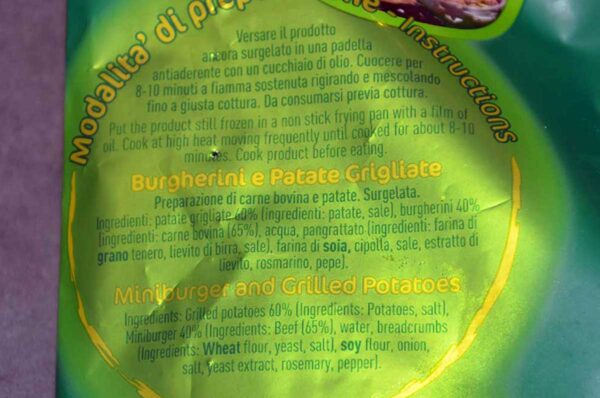 Modalita' di prep
ne - Instructions
Versare il prodotto
ancora surgelato in una padella
antiaderente con un cucchiaio di olio. Cuocere per
8-10 minuti a fiamma sostenuta rigirando e mescolando
fino a giusta cottura. Da consumarsi previa cottura.
Put the product still frozen in a non stick frying pan with a film of
oil. Cook at high heat moving frequently until cooked for about 8-10
minutes. Cook product before eating.
Burgherini e Patate Grigliate
Preparazione di carne bovina e patate. Surgelata.
Ingredienti: patate grigliate 60% (ingredienti: patate, sale), burgherini 40%
(ingredienti: carne bovina (65%), acqua, pangrattato (ingredienti: farina di
grano tenero, lievito di birra, sale), farina di soia, cipolla, sale, estratto di
lievito, rosmarino, pepe).
Miniburger and Grilled Potatoes
Ingredients: Grilled potatoes 60% (Ingredients: Potatoes, salt),
Miniburger 40% (Ingredients: Beef (65%), water, breadcrumbs
(Ingredients: Wheat flour, yeast, salt), soy flour, onion,
salt, yeast extract, rosemary, pepper).